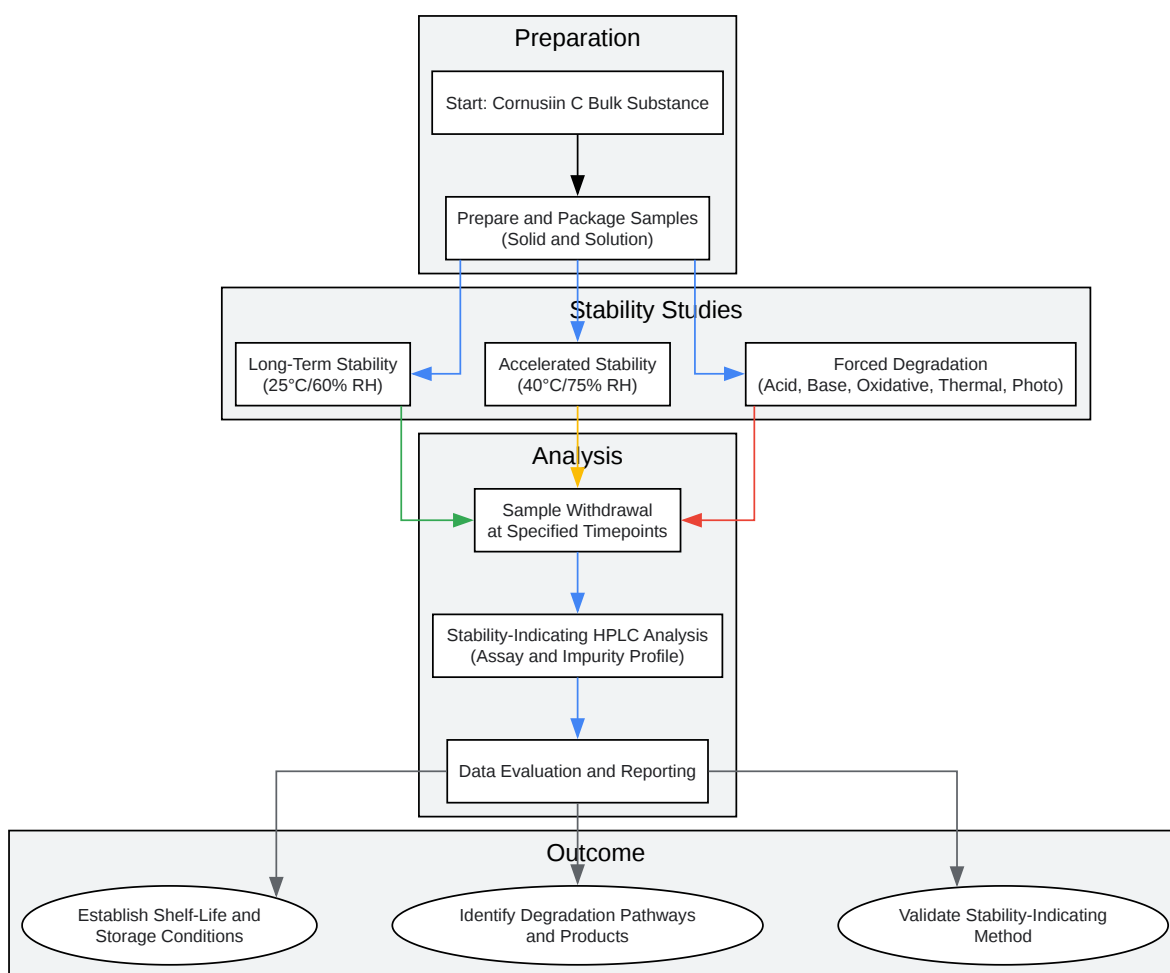 Preparation
Start: Cornusiin C Bulk Substance
Prepare and Package Samples
(Solid and Solution)
Stability Studies
Long-Term Stability
(25°C/60% RH)
Accelerated Stability
(40°C/75% RH)
Forced Degradation
(Acid, Base, Oxidative, Thermal, Photo)
Analysis
Sample Withdrawal
at Specified Timepoints
Stability-Indicating HPLC Analysis
(Assay and Impurity Profile)
Data Evaluation and Reporting
Outcome
Establish Shelf-Life and
Storage Conditions
Identify Degradation Pathways
and Products
Validate Stability-Indicating
Method